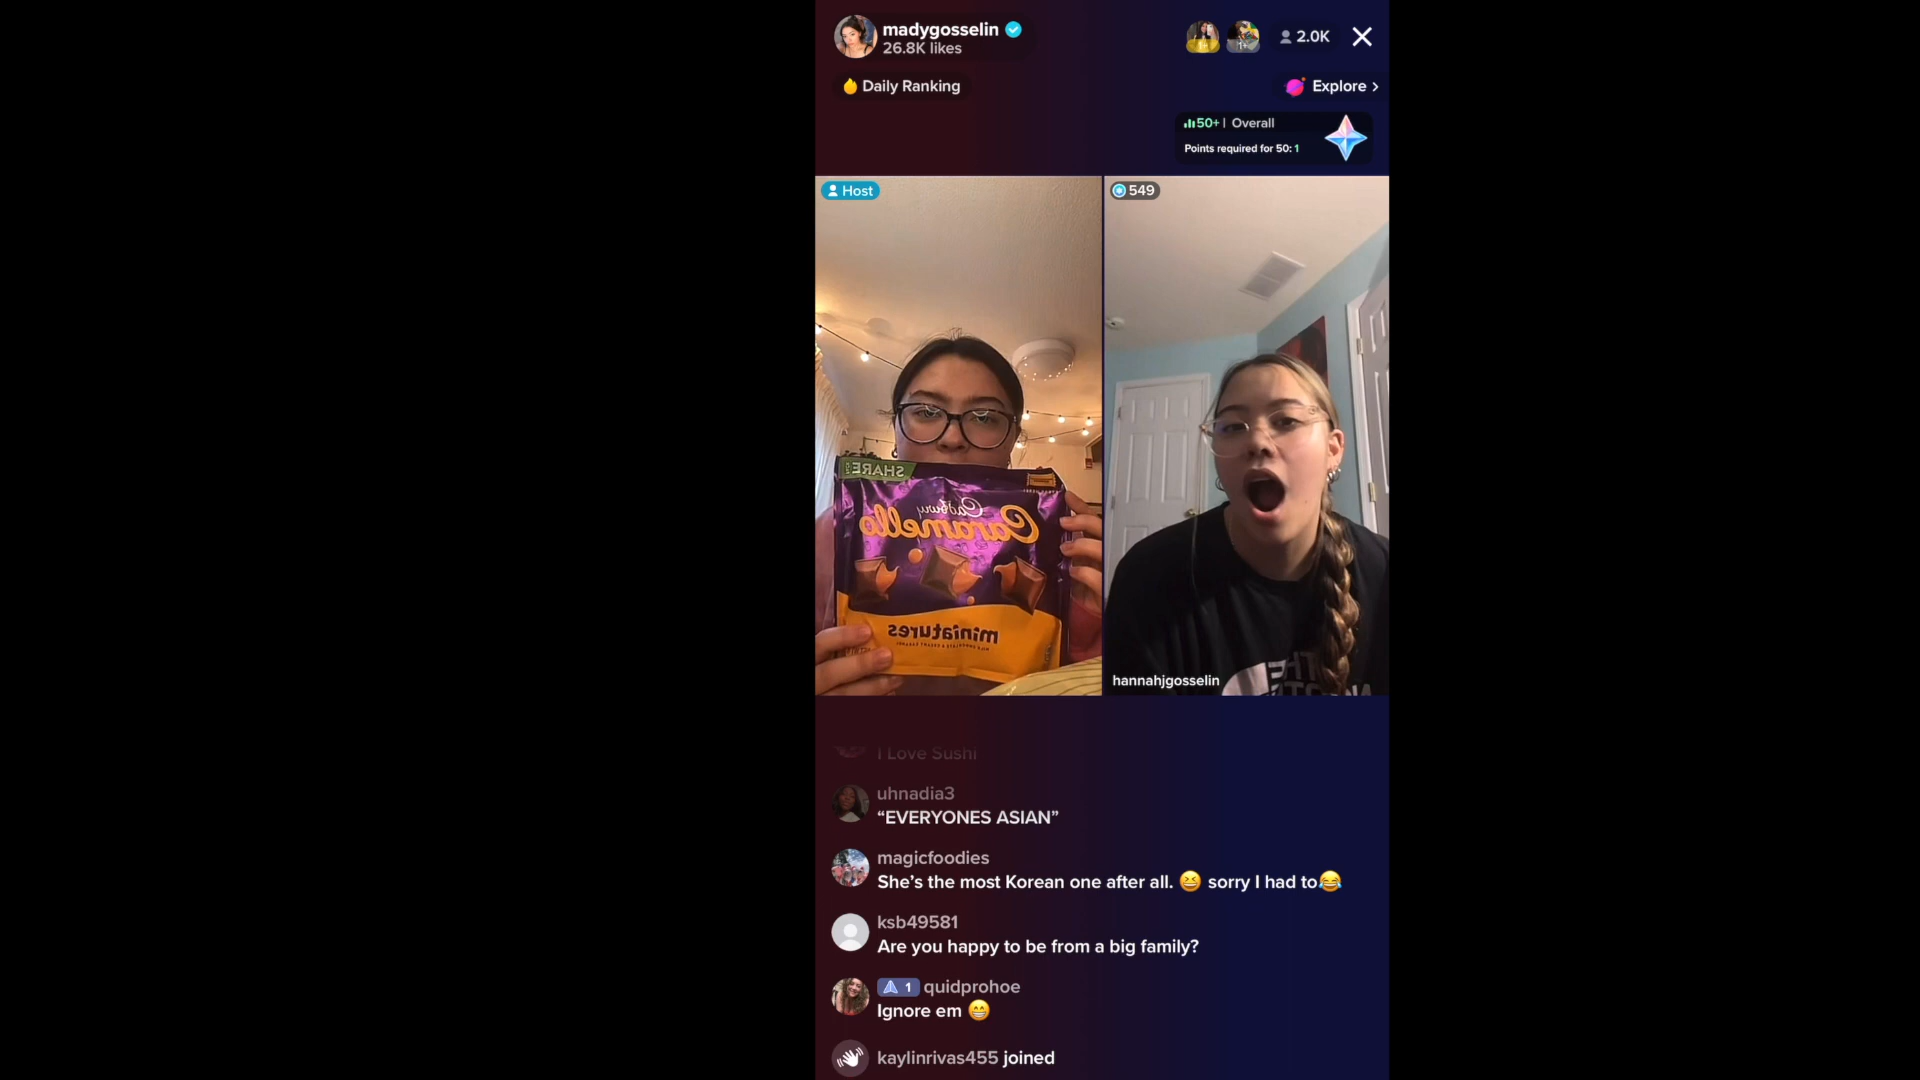 madygosselin
26.8K likes
2.0K
Daily Ranking
Explore >
50+ | Overall
Points required for 50: 1
Host
549
SHARE
Cadbury
Caramello
miniatures
THE
NORTH
hannahjgosselin
I Love Sushi
uhnadia3
“EVERYONES ASIAN”
magicfoodies
She’s the most Korean one after all. 😆 sorry I had to😂
ksb49581
Are you happy to be from a big family?
1 quidprohoe
Ignore em 😁
kaylinrivas455 joined